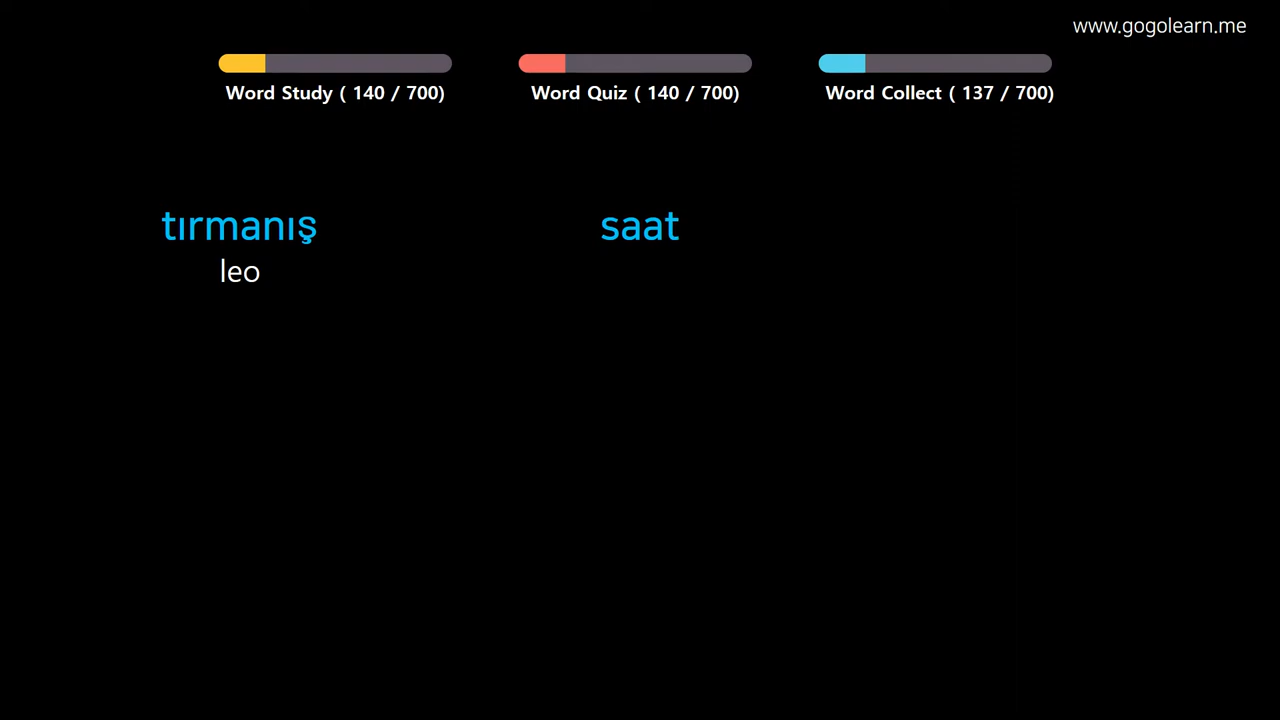 www.gogolearn.me
Word Study ( 140 / 700)
Word Quiz ( 140 / 700)
Word Collect ( 137 / 700)
tırmanış
saat
leo